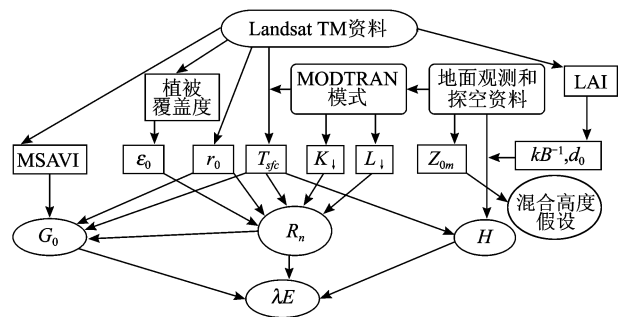 Landsat TM资料
植被
覆盖度
MODTRAN
模式
地面观测和
探空资料
LAI
MSAVI
ε₀
r₀
Tsfc
K↓
L↓
Z₀m
kB⁻¹,d₀
混合高度
假设
G₀
Rn
H
λE